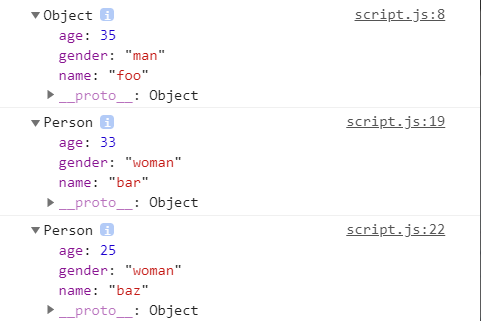 ▼Object i script.js:8
age: 35
gender: "man"
name: "foo"
▶__proto__: Object
▼Person i script.js:19
age: 33
gender: "woman"
name: "bar"
▶__proto__: Object
▼Person i script.js:22
age: 25
gender: "woman"
name: "baz"
▶__proto__: Object